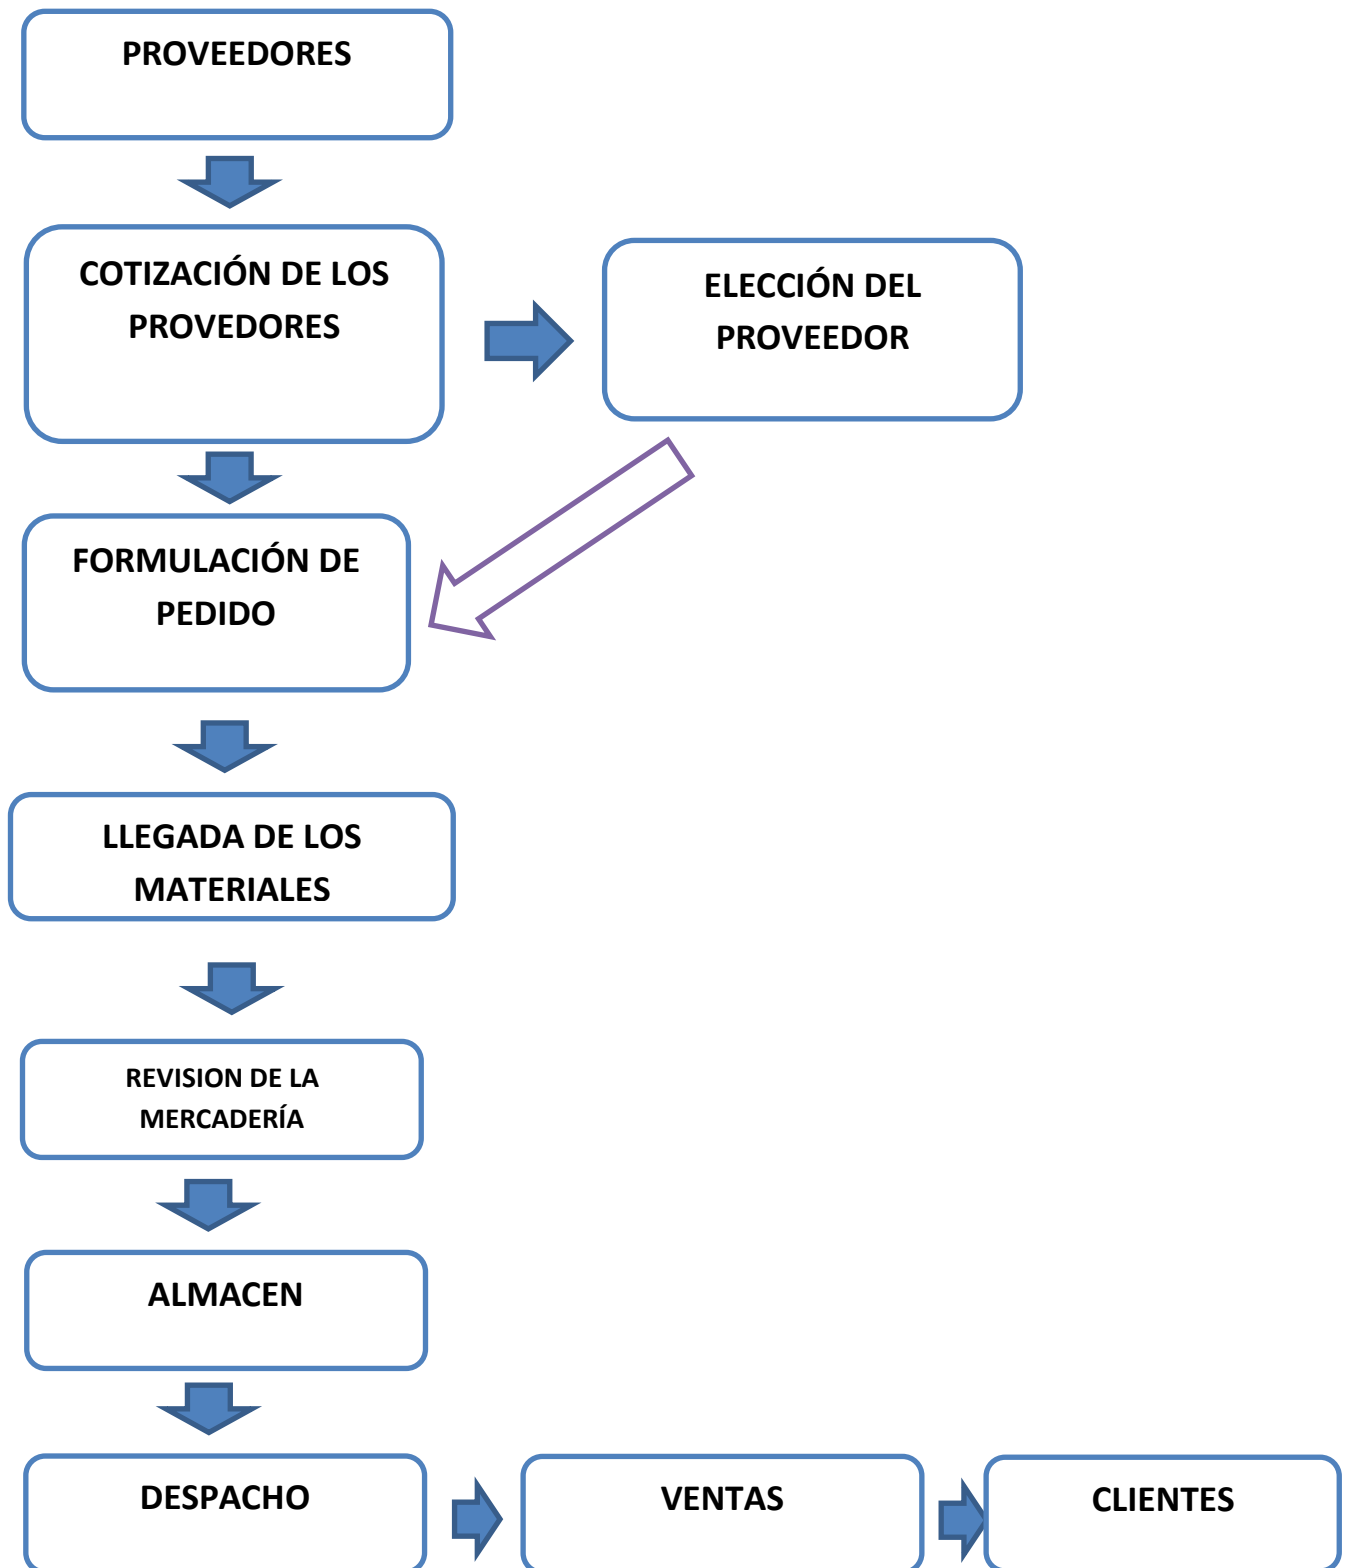 PROVEEDORES
COTIZACIÓN DE LOS
PROVEDORES
ELECCIÓN DEL
PROVEEDOR
FORMULACIÓN DE
PEDIDO
LLEGADA DE LOS
MATERIALES
REVISION DE LA
MERCADERÍA
ALMACEN
DESPACHO
VENTAS
CLIENTES